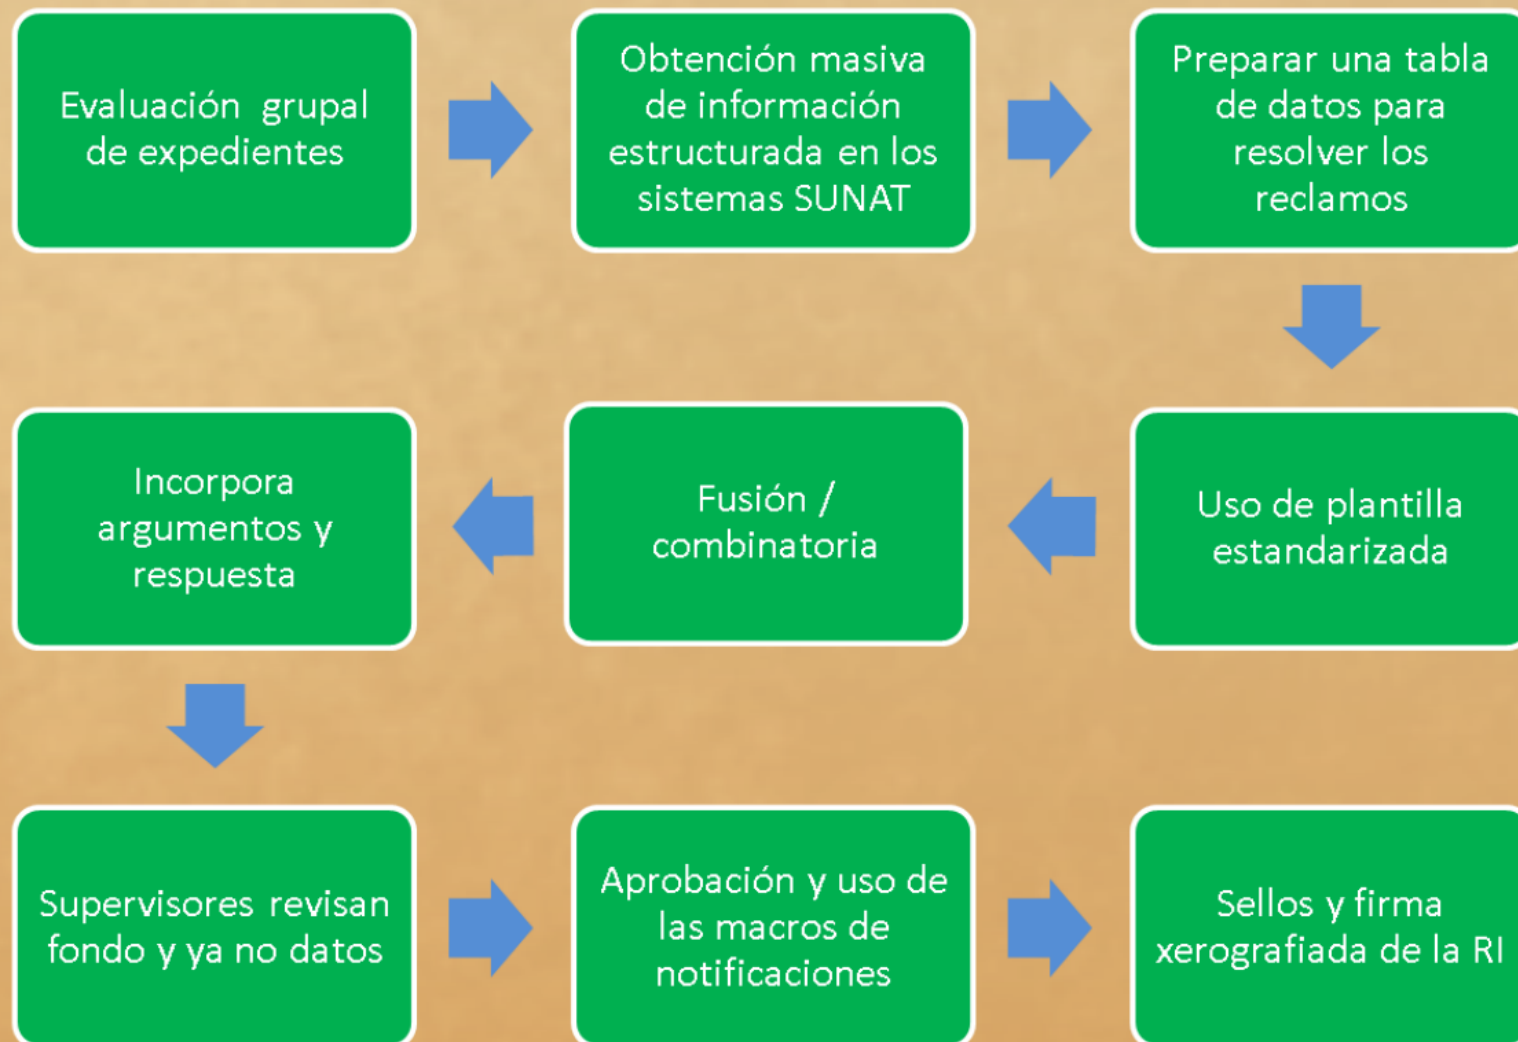 Evaluación grupal
de expedientes
Obtención masiva
de información
estructurada en los
sistemas SUNAT
Preparar una tabla
de datos para
resolver los
reclamos
Uso de plantilla
estandarizada
Fusión /
combinatoria
Incorpora
argumentos y
respuesta
Supervisores revisan
fondo y ya no datos
Aprobación y uso de
las macros de
notificaciones
Sellos y firma
xerografiada de la RI